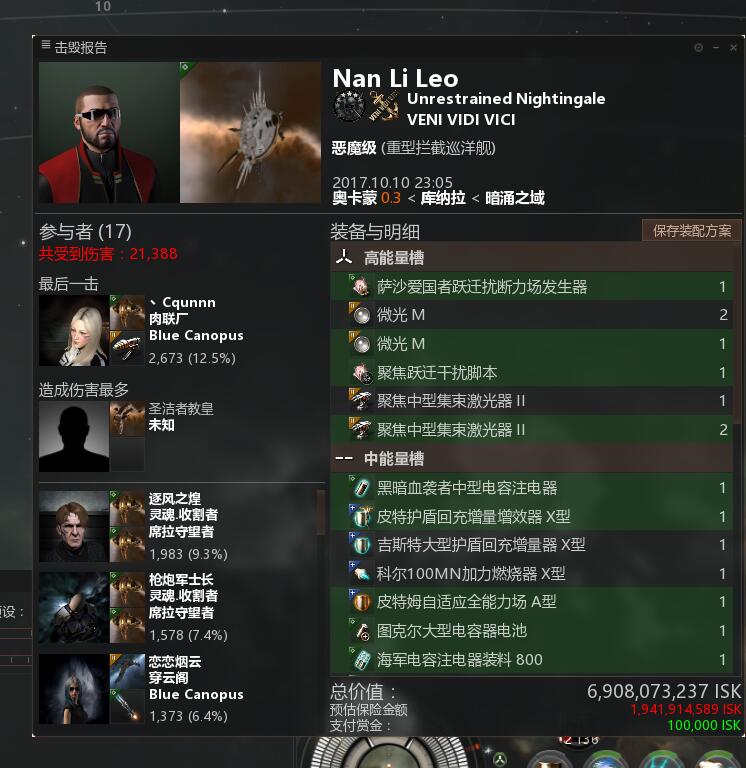 10
击毁报告
Nan Li Leo
Unrestrained Nightingale
VENI VIDI VICI
恶魔级 (重型拦截巡洋舰)
2017.10.10 23:05
奥卡蒙 0.3 < 库纳拉 < 暗涌之域
参与者 (17)
共受到伤害：21,388
最后一击
丶Cqunnn
肉联厂
Blue Canopus
2,673 (12.5%)
造成伤害最多
圣洁者教皇
未知
逐风之煌
灵魂.收割者
席拉守望者
1,983 (9.3%)
枪炮军士长
灵魂.收割者
席拉守望者
1,578 (7.4%)
恋恋烟云
穿云阁
Blue Canopus
1,373 (6.4%)
装备与明细
保存装配方案
高能量槽
萨沙爱国者跃迁扰断力场发生器 1
微光 M 2
微光 M 1
聚焦跃迁干扰脚本 1
聚焦中型集束激光器 II 1
聚焦中型集束激光器 II 2
中能量槽
黑暗血袭者中型电容注电器 1
皮特护盾回充增量增效器 X型 1
吉斯特大型护盾回充增量器 X型 1
科尔100MN加力燃烧器 X型 1
皮特姆自适应全能力场 A型 1
图克尔大型电容器电池 1
海军电容注电器装料 800 1
总价值： 6,908,073,237 ISK
预估保险金额 1,941,914,589 ISK
支付赏金： 100,000 ISK
设：